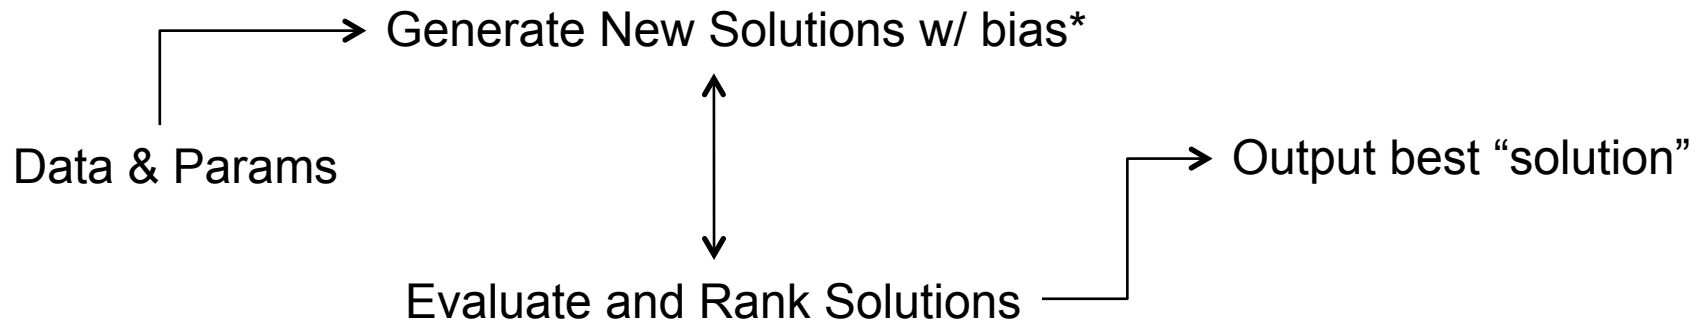 Generate New Solutions w/ bias*
Data & Params
Output best “solution”
Evaluate and Rank Solutions